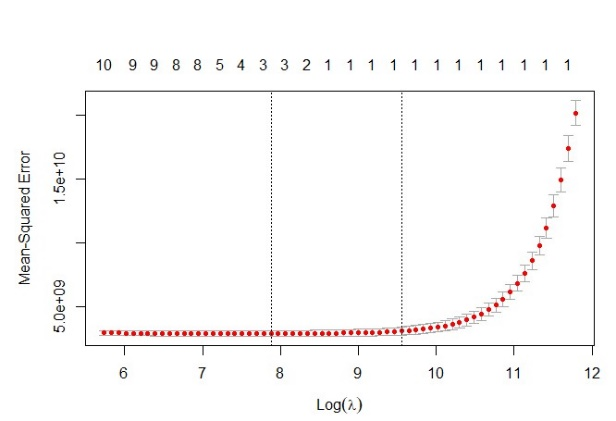 10 9 9 8 8 5 4 3 3 2 1 1 1 1 1 1 1 1 1 1 1 1
Mean-Squared Error
1.5e+10
5.0e+09
6 7 8 9 10 11 12
Log(λ)